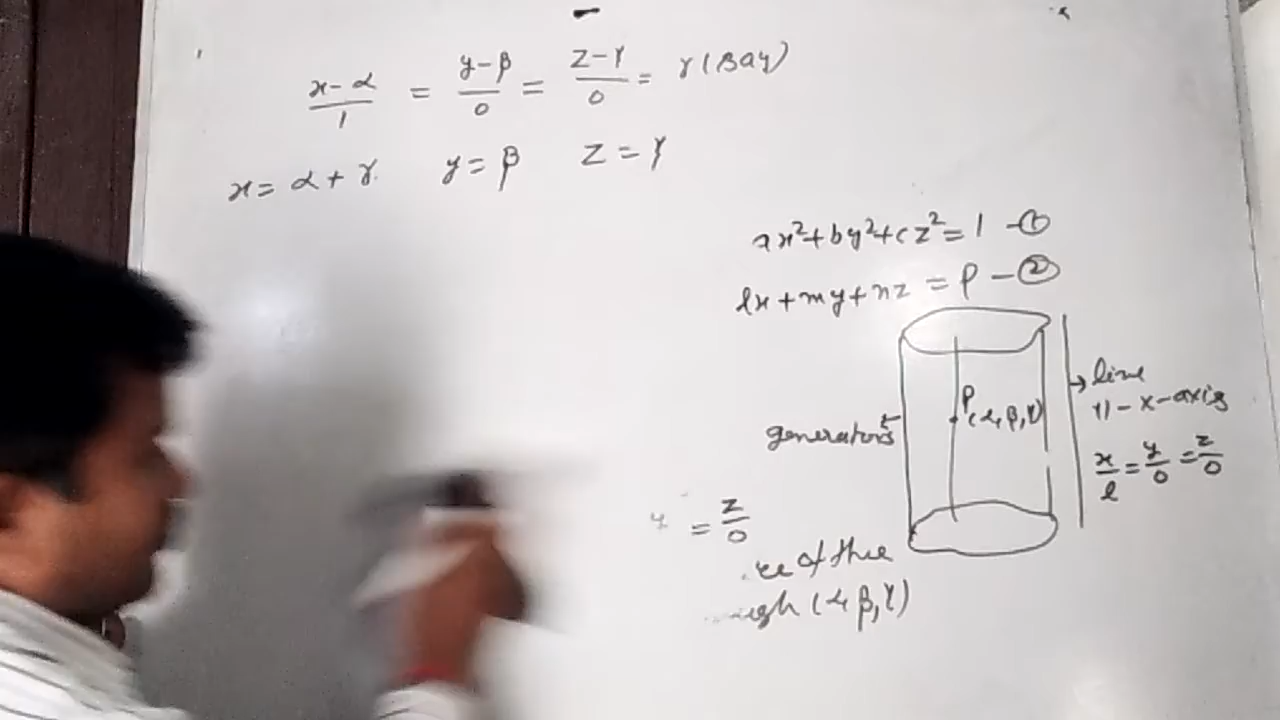 x-α/1 = y-β/0 = z-γ/0 = r (say)
x = α + r. y = β z = γ
ax²+by²+cz²=1 -①
lx+my+nz = p -②
P(α,β,γ)
generators
line
11-x-axis
x/l = y/0 = z/0
= z/0
of the
(α,β,γ)